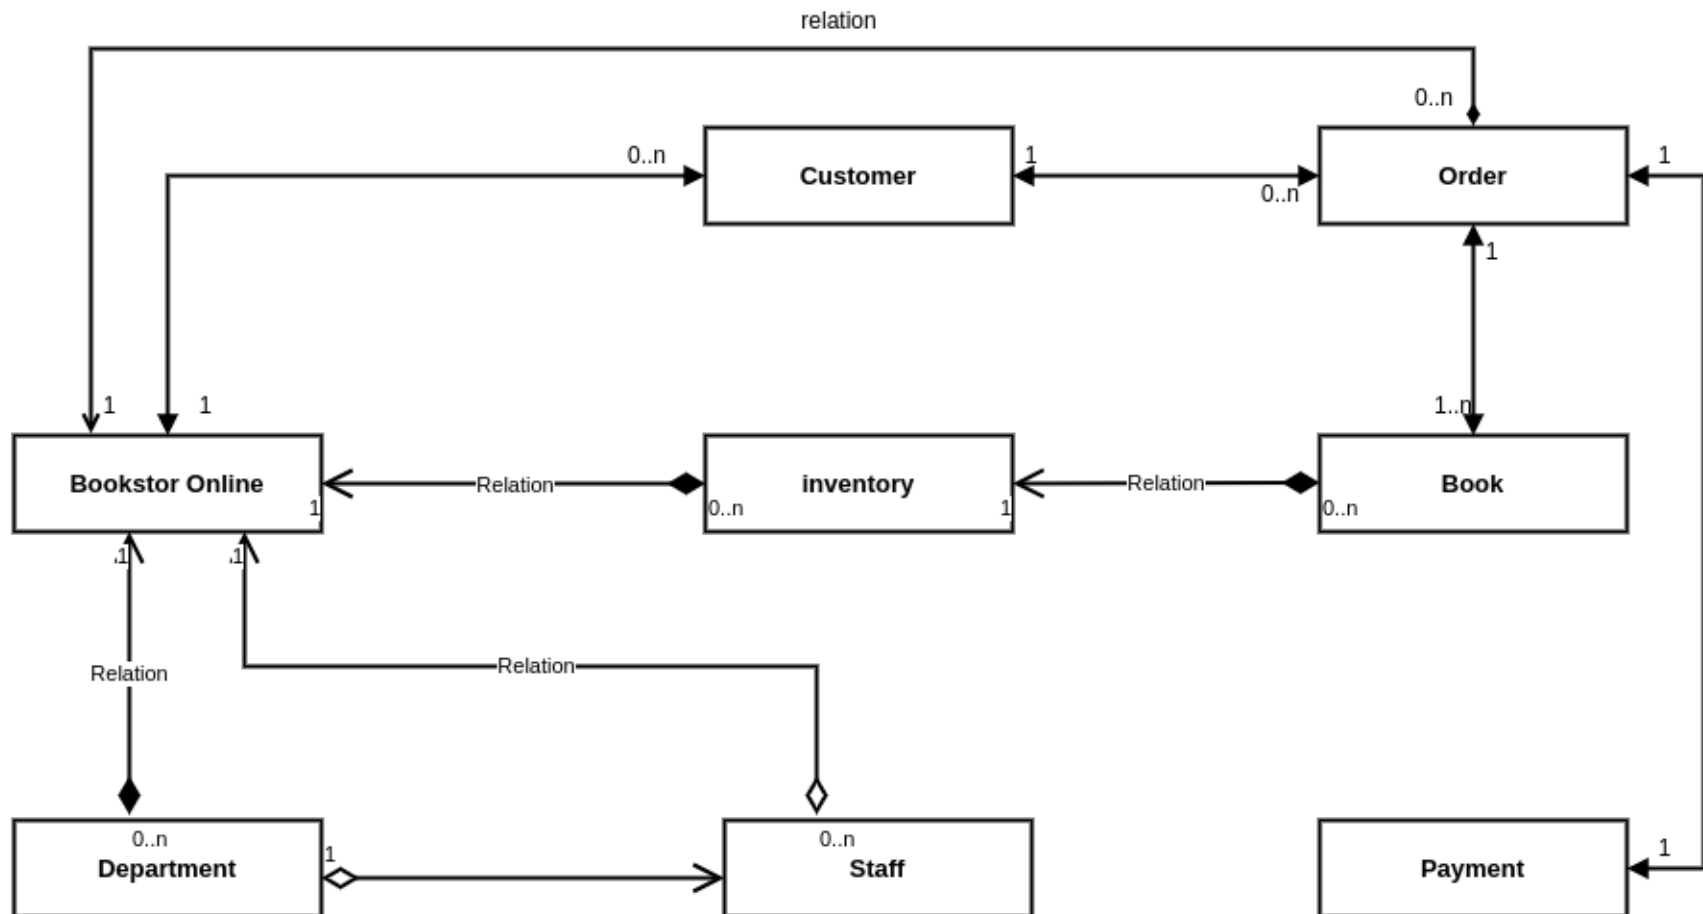 relation
0..n
0..n
Customer
1
0..n
Order
1
1
1
1
1..n
Bookstor Online
1
Relation
inventory
0..n
1
Relation
Book
0..n
.1
.1
Relation
Relation
0..n
Department
1
0..n
Staff
Payment
1